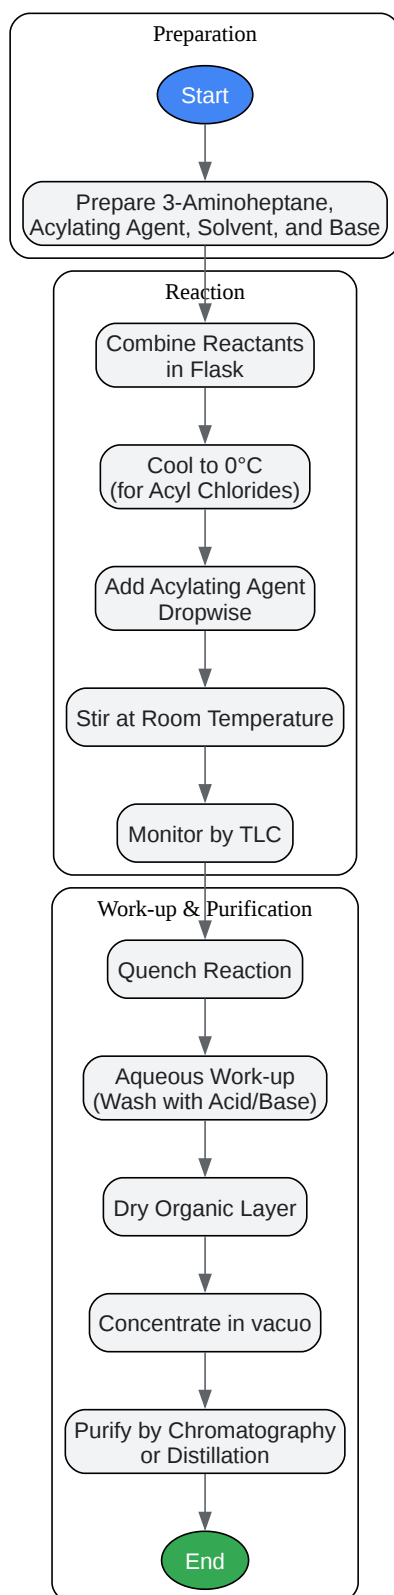 Preparation
Start
Prepare 3-Aminoheptane,
Acylating Agent, Solvent, and Base
Reaction
Combine Reactants
in Flask
Cool to 0°C
(for Acyl Chlorides)
Add Acylating Agent
Dropwise
Stir at Room Temperature
Monitor by TLC
Work-up & Purification
Quench Reaction
Aqueous Work-up
(Wash with Acid/Base)
Dry Organic Layer
Concentrate in vacuo
Purify by Chromatography
or Distillation
End